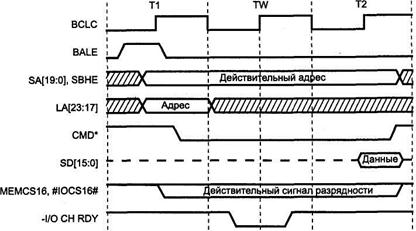 T1 TW T2
BCLC
BALE
SA[19:0], SBHE Действительный адрес
LA[23:17] Адрес
CMD*
SD[15:0] Данные
MEMCS16, #IOCS16# Действительный сигнал разрядности
-I/O CH RDY